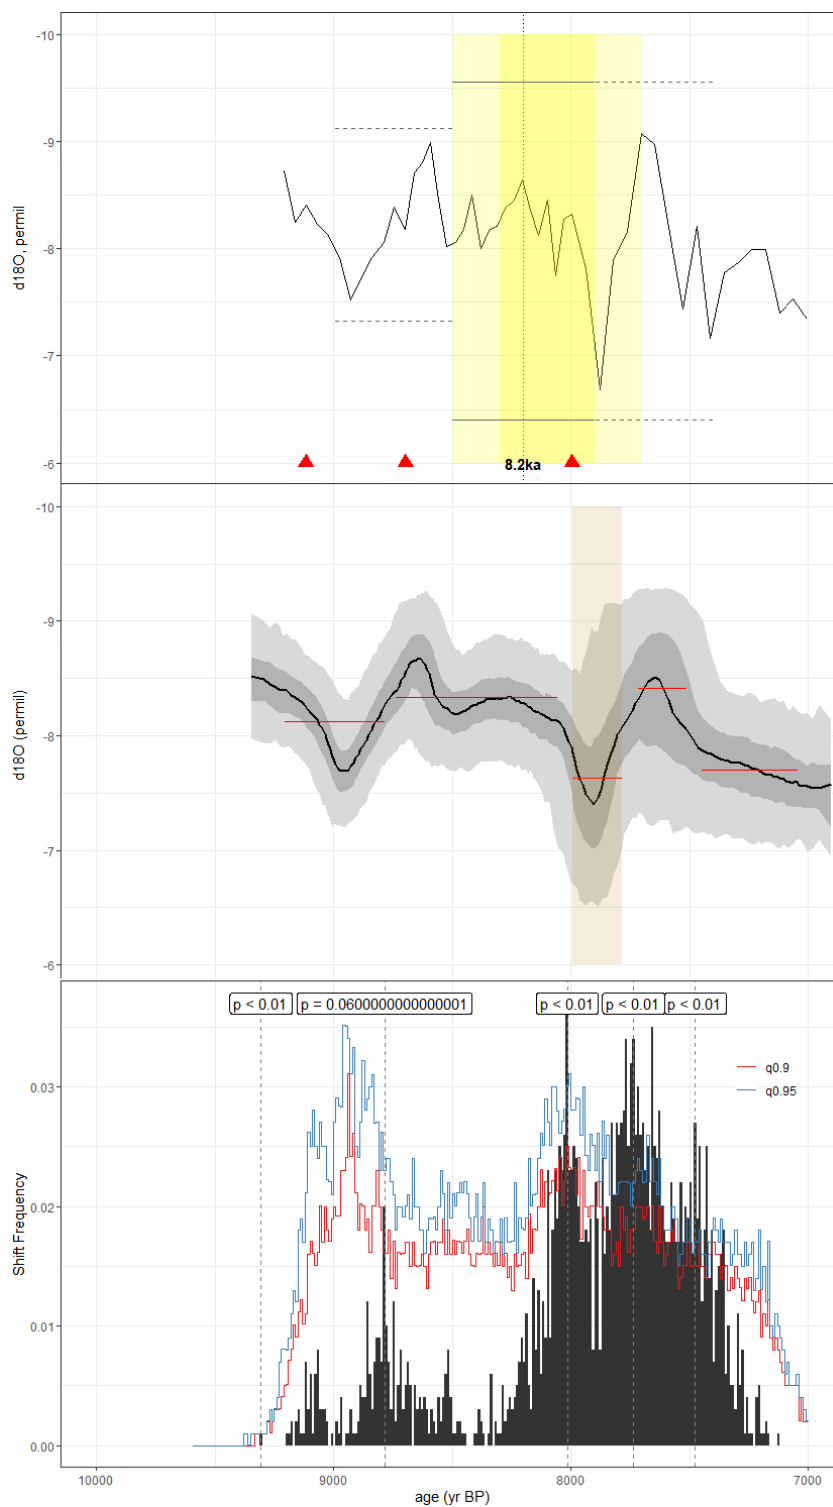 -10
-9
-8
-7
-6
d18O, permil
8.2ka
-10
-9
-8
-7
-6
d18O (permil)
p < 0.01
p = 0.0600000000000001
p < 0.01
p < 0.01
p < 0.01
q0.9
q0.95
0.03
0.02
0.01
0.00
Shift Frequency
10000
9000
8000
7000
age (yr BP)